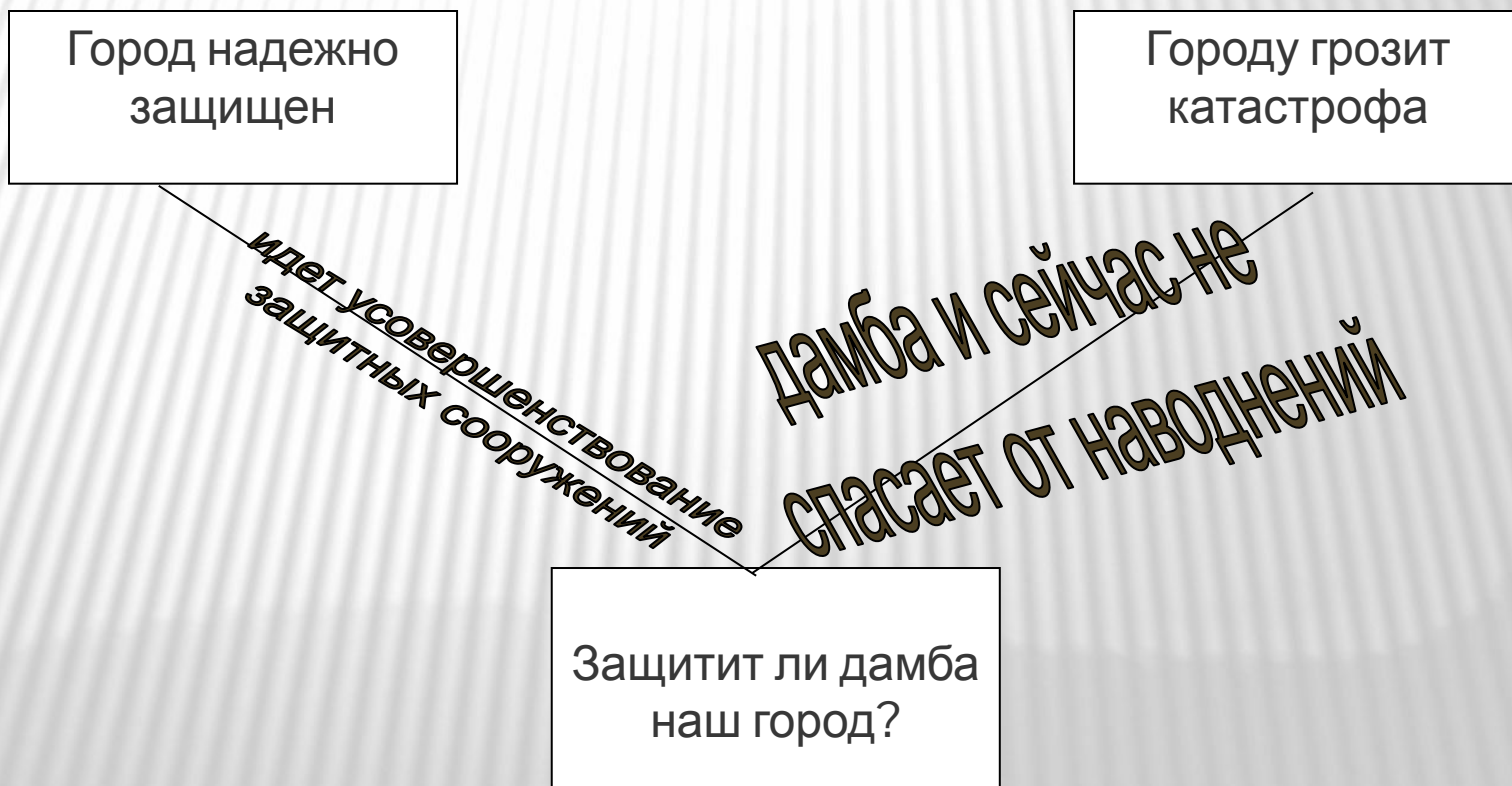 Город надежно
защищен
Городу грозит
катастрофа
идет усовершенствование
защитных сооружений
дамба и сейчас не
спасает от наводнений
Защитит ли дамба
наш город?